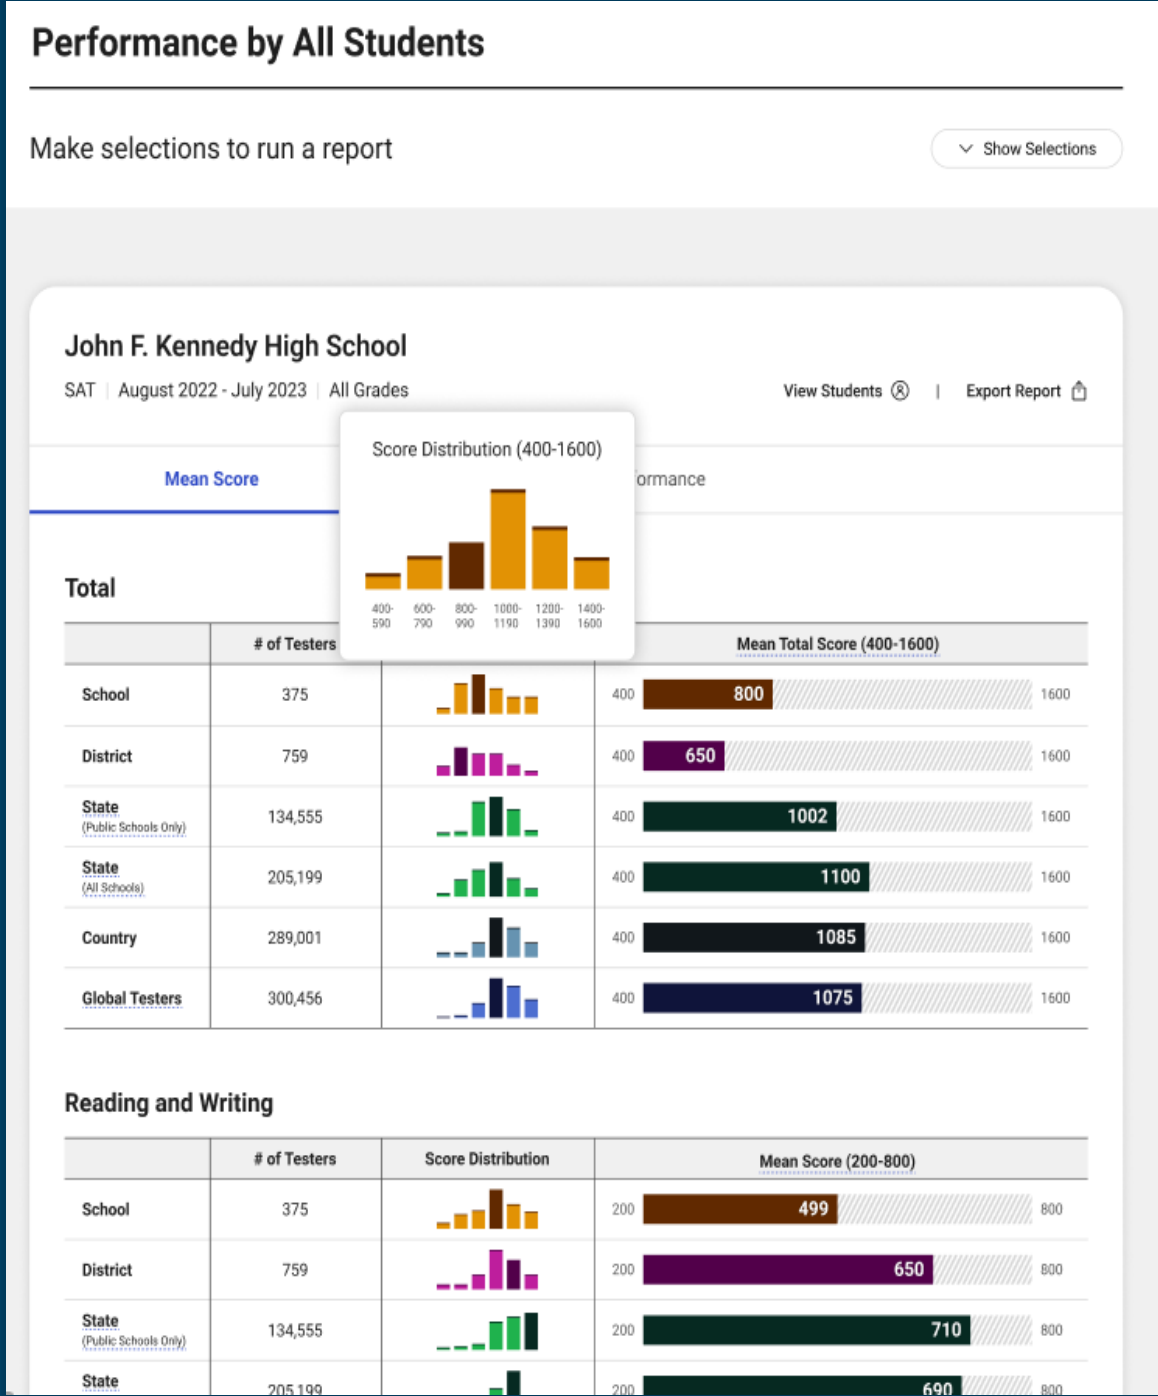 Performance by All Students
Make selections to run a report
Show Selections
John F. Kennedy High School
SAT | August 2022 - July 2023 | All Grades
View Students | Export Report
Mean Score
ormance
Score Distribution (400-1600)
400-590 600-790 800-990 1000-1190 1200-1390 1400-1600
Total
# of Testers Mean Total Score (400-1600)
School 375 400 800 1600
District 759 400 650 1600
State (Public Schools Only) 134,555 400 1002 1600
State (All Schools) 205,199 400 1100 1600
Country 289,001 400 1085 1600
Global Testers 300,456 400 1075 1600
Reading and Writing
# of Testers Score Distribution Mean Score (200-800)
School 375 200 499 800
District 759 200 650 800
State (Public Schools Only) 134,555 200 710 800
State 205,199 200 690 800